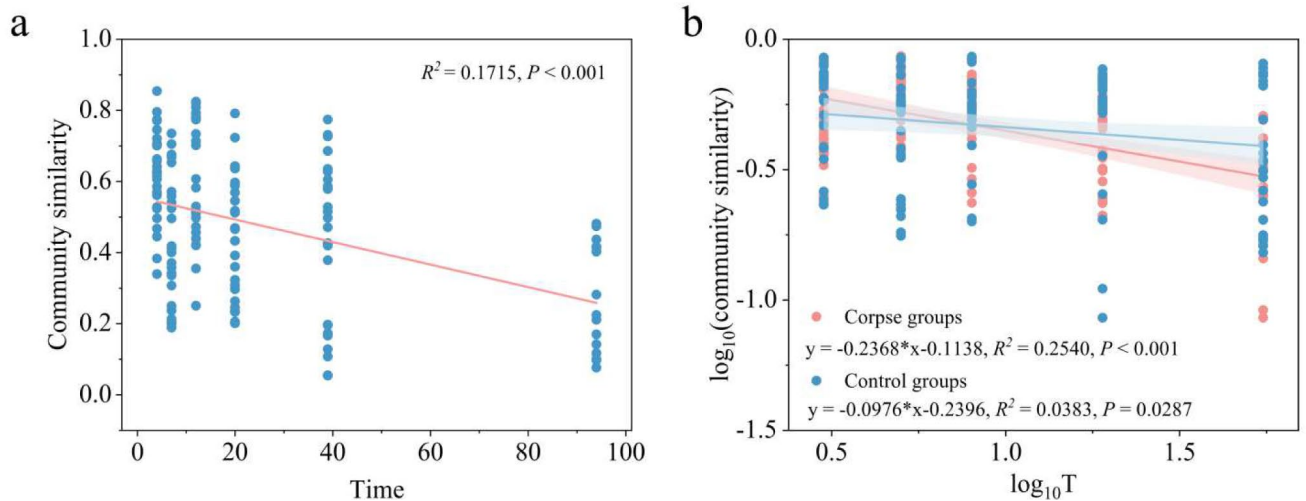 a
1.0
0.8
0.6
0.4
0.2
0.0
Community similarity
R² = 0.1715, P < 0.001
0 20 40 60 80 100
Time
b
0.0
-0.5
-1.0
-1.5
log₁₀(community similarity)
Corpse groups
y = -0.2368*x-0.1138, R² = 0.2540, P < 0.001
Control groups
y = -0.0976*x-0.2396, R² = 0.0383, P = 0.0287
0.5 1.0 1.5
log₁₀T